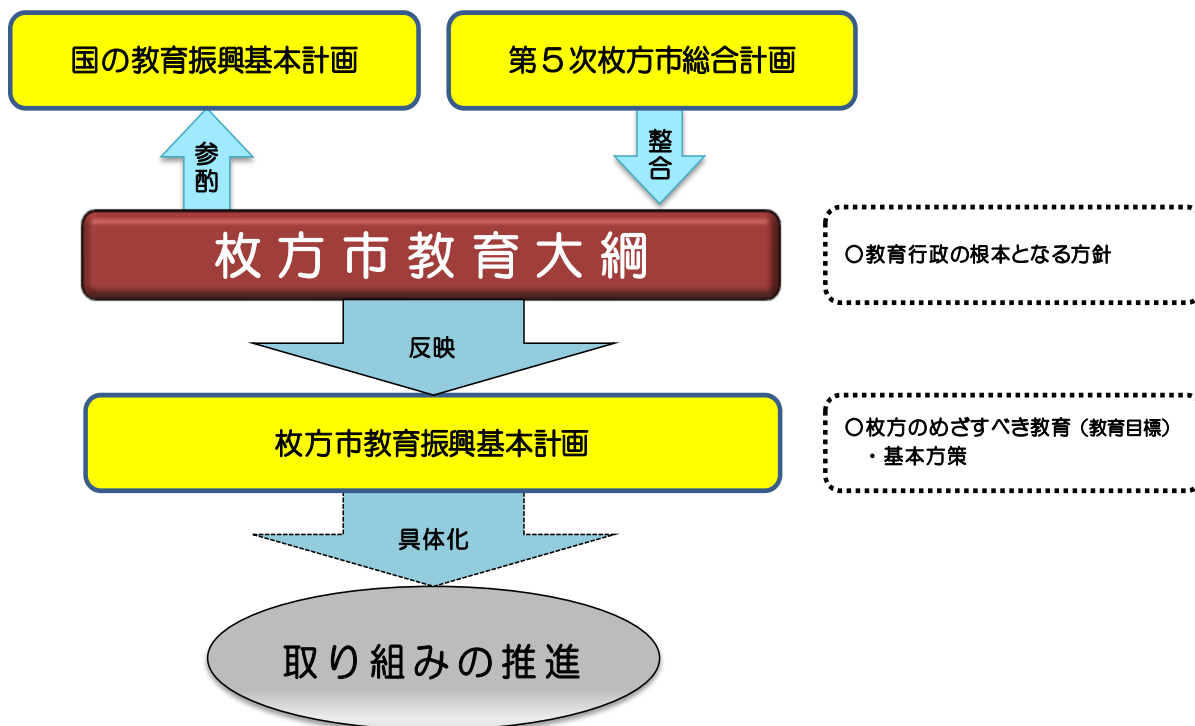 国の教育振興基本計画
第５次枚方市総合計画
参酌
整合
枚方市教育大綱
〇教育行政の根本となる方針
反映
枚方市教育振興基本計画
〇枚方のめざすべき教育（教育目標）
・基本方策
具体化
取り組みの推進